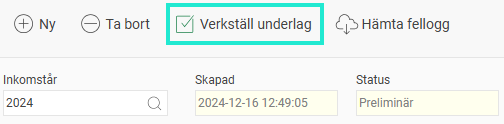 Ny Ta bort Verkställ underlag Hämta fellogg
Inkomstår Skapad Status
2024 2024-12-16 12:49:05 Preliminär